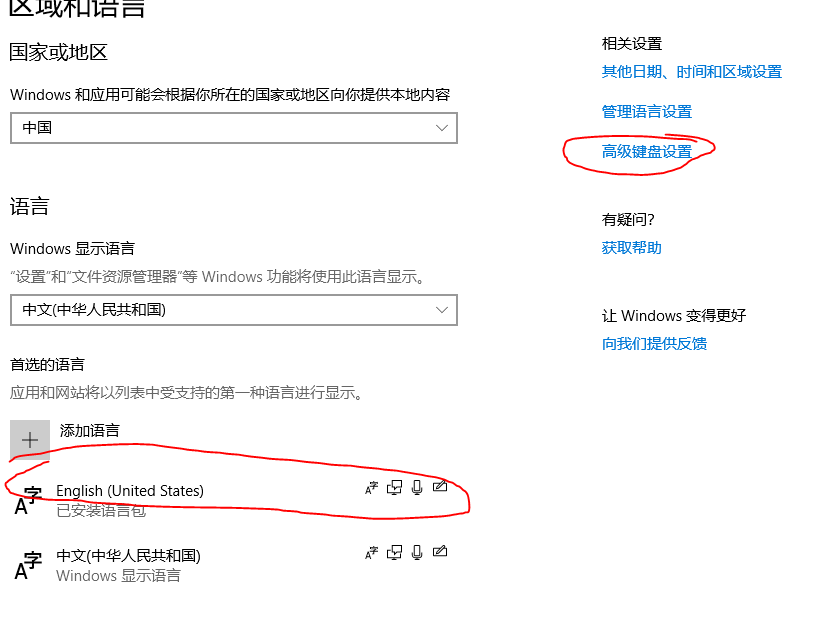 区域和语言
国家或地区
Windows 和应用可能会根据你所在的国家或地区向你提供本地内容
中国
语言
Windows 显示语言
“设置”和“文件资源管理器”等 Windows 功能将使用此语言显示。
中文(中华人民共和国)
首选的语言
应用和网站将以列表中受支持的第一种语言进行显示。
添加语言
A字 English (United States)
已安装语言包
A字 中文(中华人民共和国)
Windows 显示语言
相关设置
其他日期、时间和区域设置
管理语言设置
高级键盘设置
有疑问?
获取帮助
让 Windows 变得更好
向我们提供反馈